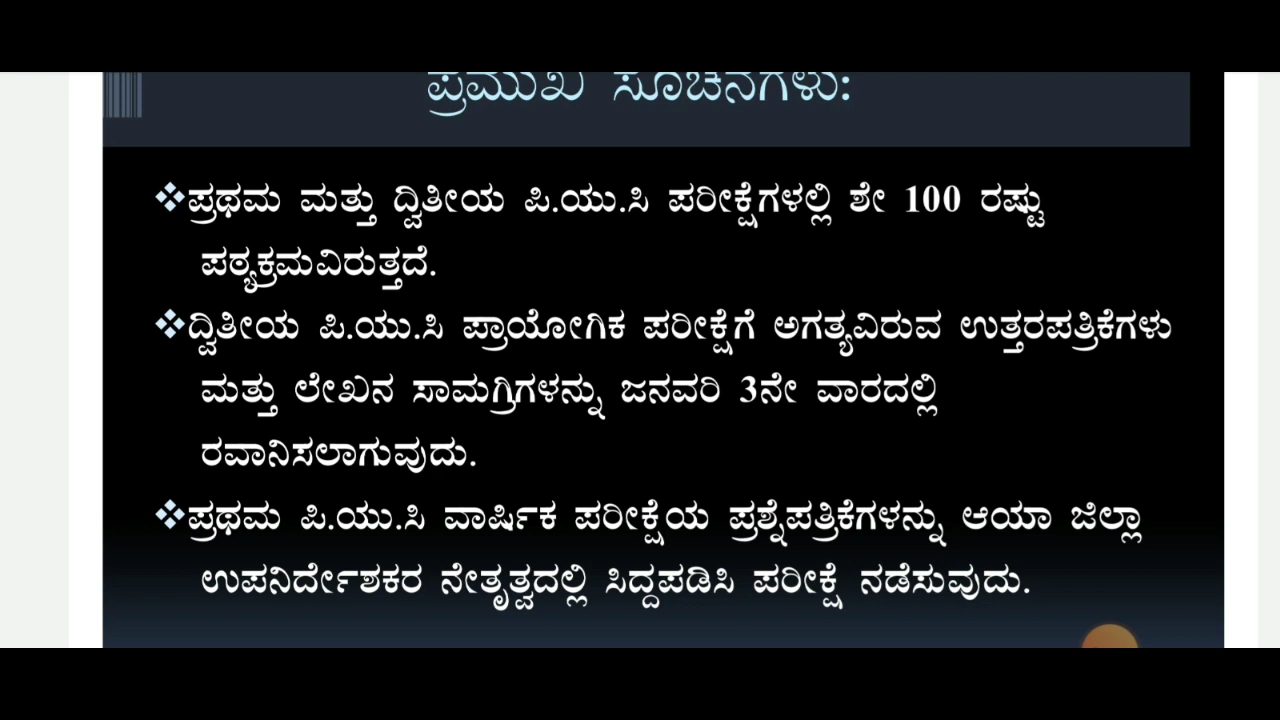 ಪ್ರಮುಖ ಸೂಚನೆಗಳು:
❖ಪ್ರಥಮ ಮತ್ತು ದ್ವಿತೀಯ ಪಿ.ಯು.ಸಿ ಪರೀಕ್ಷೆಗಳಲ್ಲಿ ಶೇ 100 ರಷ್ಟು
ಪಠ್ಯಕ್ರಮವಿರುತ್ತದೆ.
❖ದ್ವಿತೀಯ ಪಿ.ಯು.ಸಿ ಪ್ರಾಯೋಗಿಕ ಪರೀಕ್ಷೆಗೆ ಅಗತ್ಯವಿರುವ ಉತ್ತರಪತ್ರಿಕೆಗಳು
ಮತ್ತು ಲೇಖನ ಸಾಮಗ್ರಿಗಳನ್ನು ಜನವರಿ 3ನೇ ವಾರದಲ್ಲಿ
ರವಾನಿಸಲಾಗುವುದು.
❖ಪ್ರಥಮ ಪಿ.ಯು.ಸಿ ವಾರ್ಷಿಕ ಪರೀಕ್ಷೆಯ ಪ್ರಶ್ನೆಪತ್ರಿಕೆಗಳನ್ನು ಆಯಾ ಜಿಲ್ಲಾ
ಉಪನಿರ್ದೇಶಕರ ನೇತೃತ್ವದಲ್ಲಿ ಸಿದ್ದಪಡಿಸಿ ಪರೀಕ್ಷೆ ನಡೆಸುವುದು.